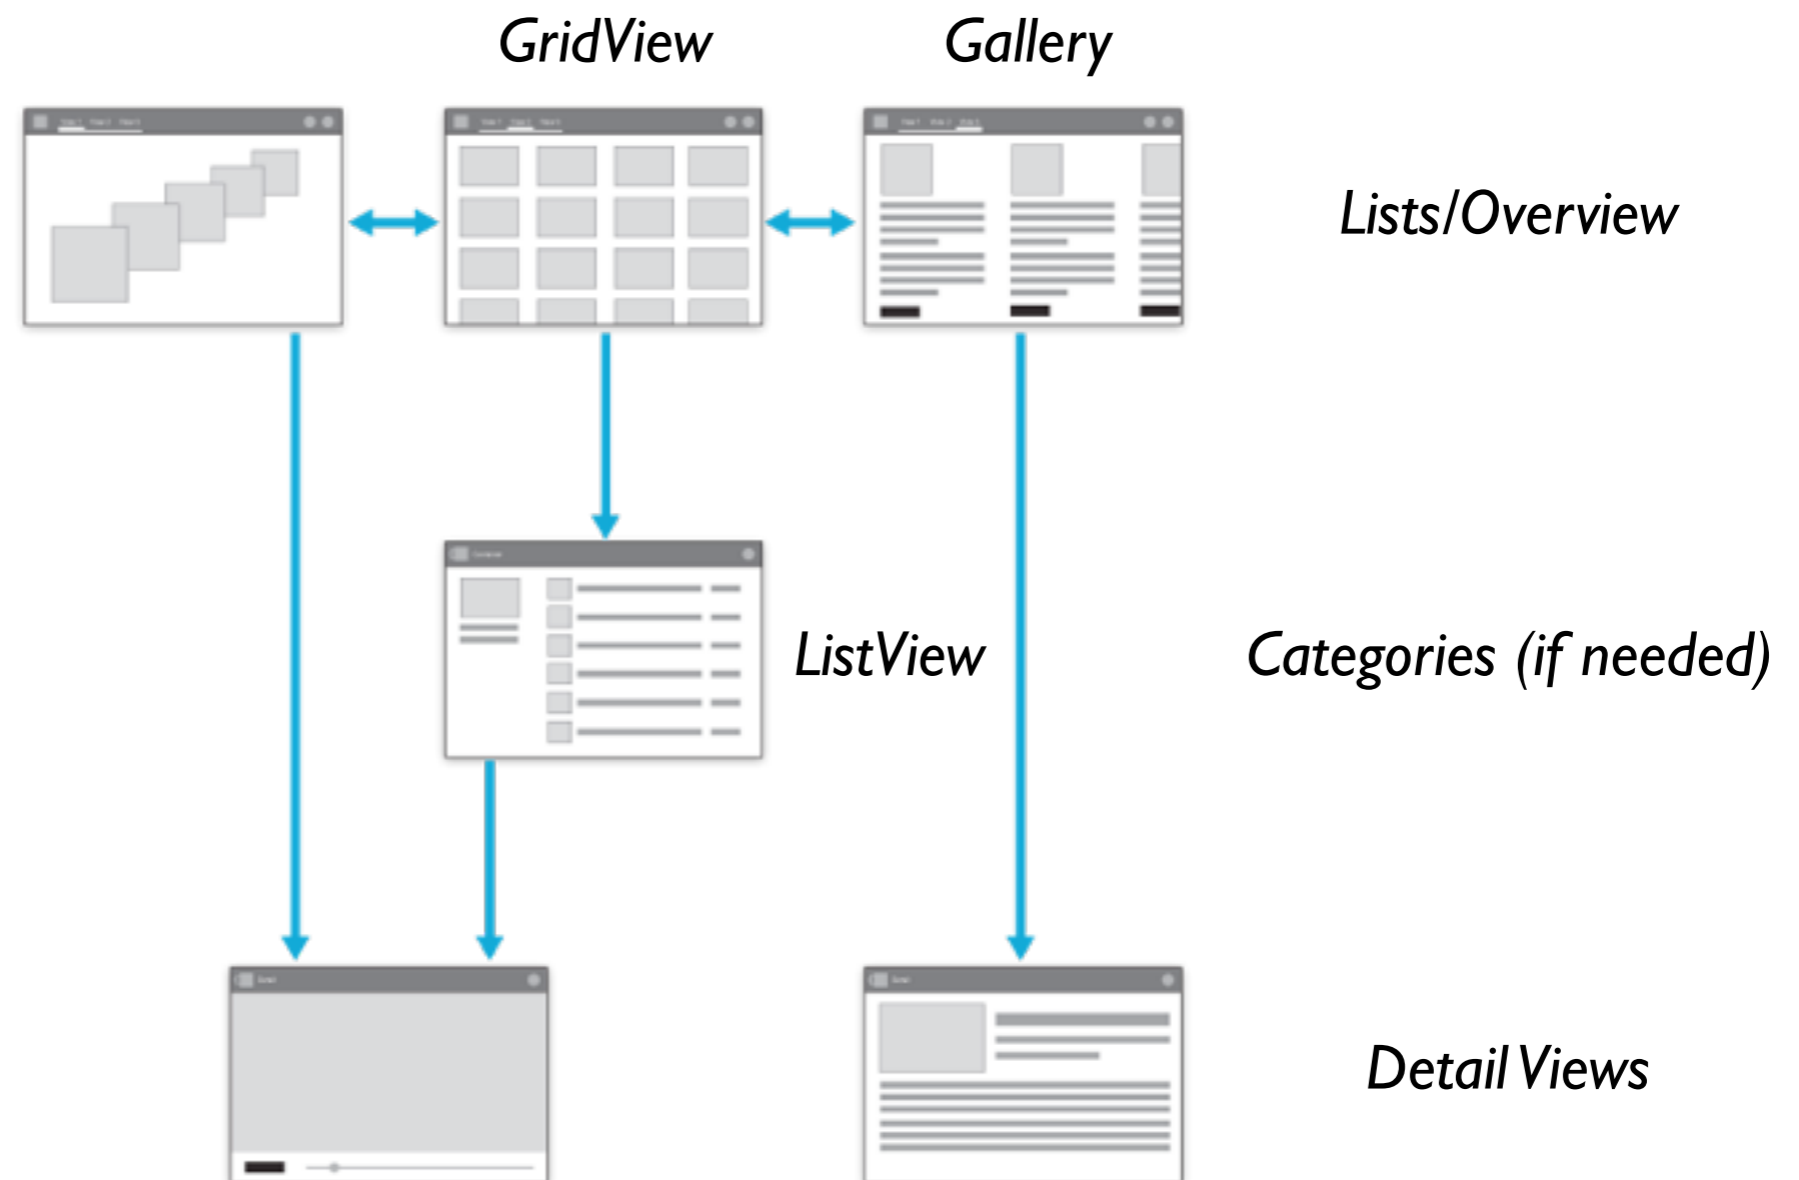 GridView
Gallery
Lists/Overview
ListView
Categories (if needed)
Detail Views